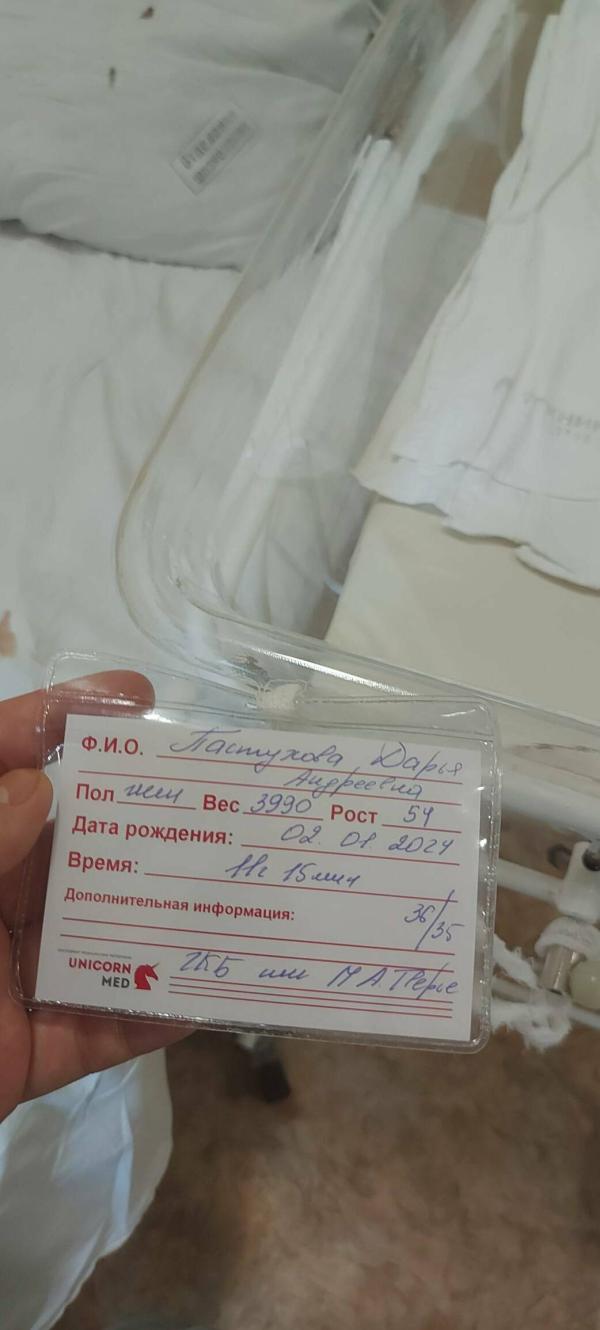 Ф.И.О. Пастухова Дарья
Андреевна
Пол жен Вес 3990 Рост 54
Дата рождения: 02.01 2024
Время: 11ч 15мин
Дополнительная информация: 36/35
UNICORN MED
им М А. Тверье